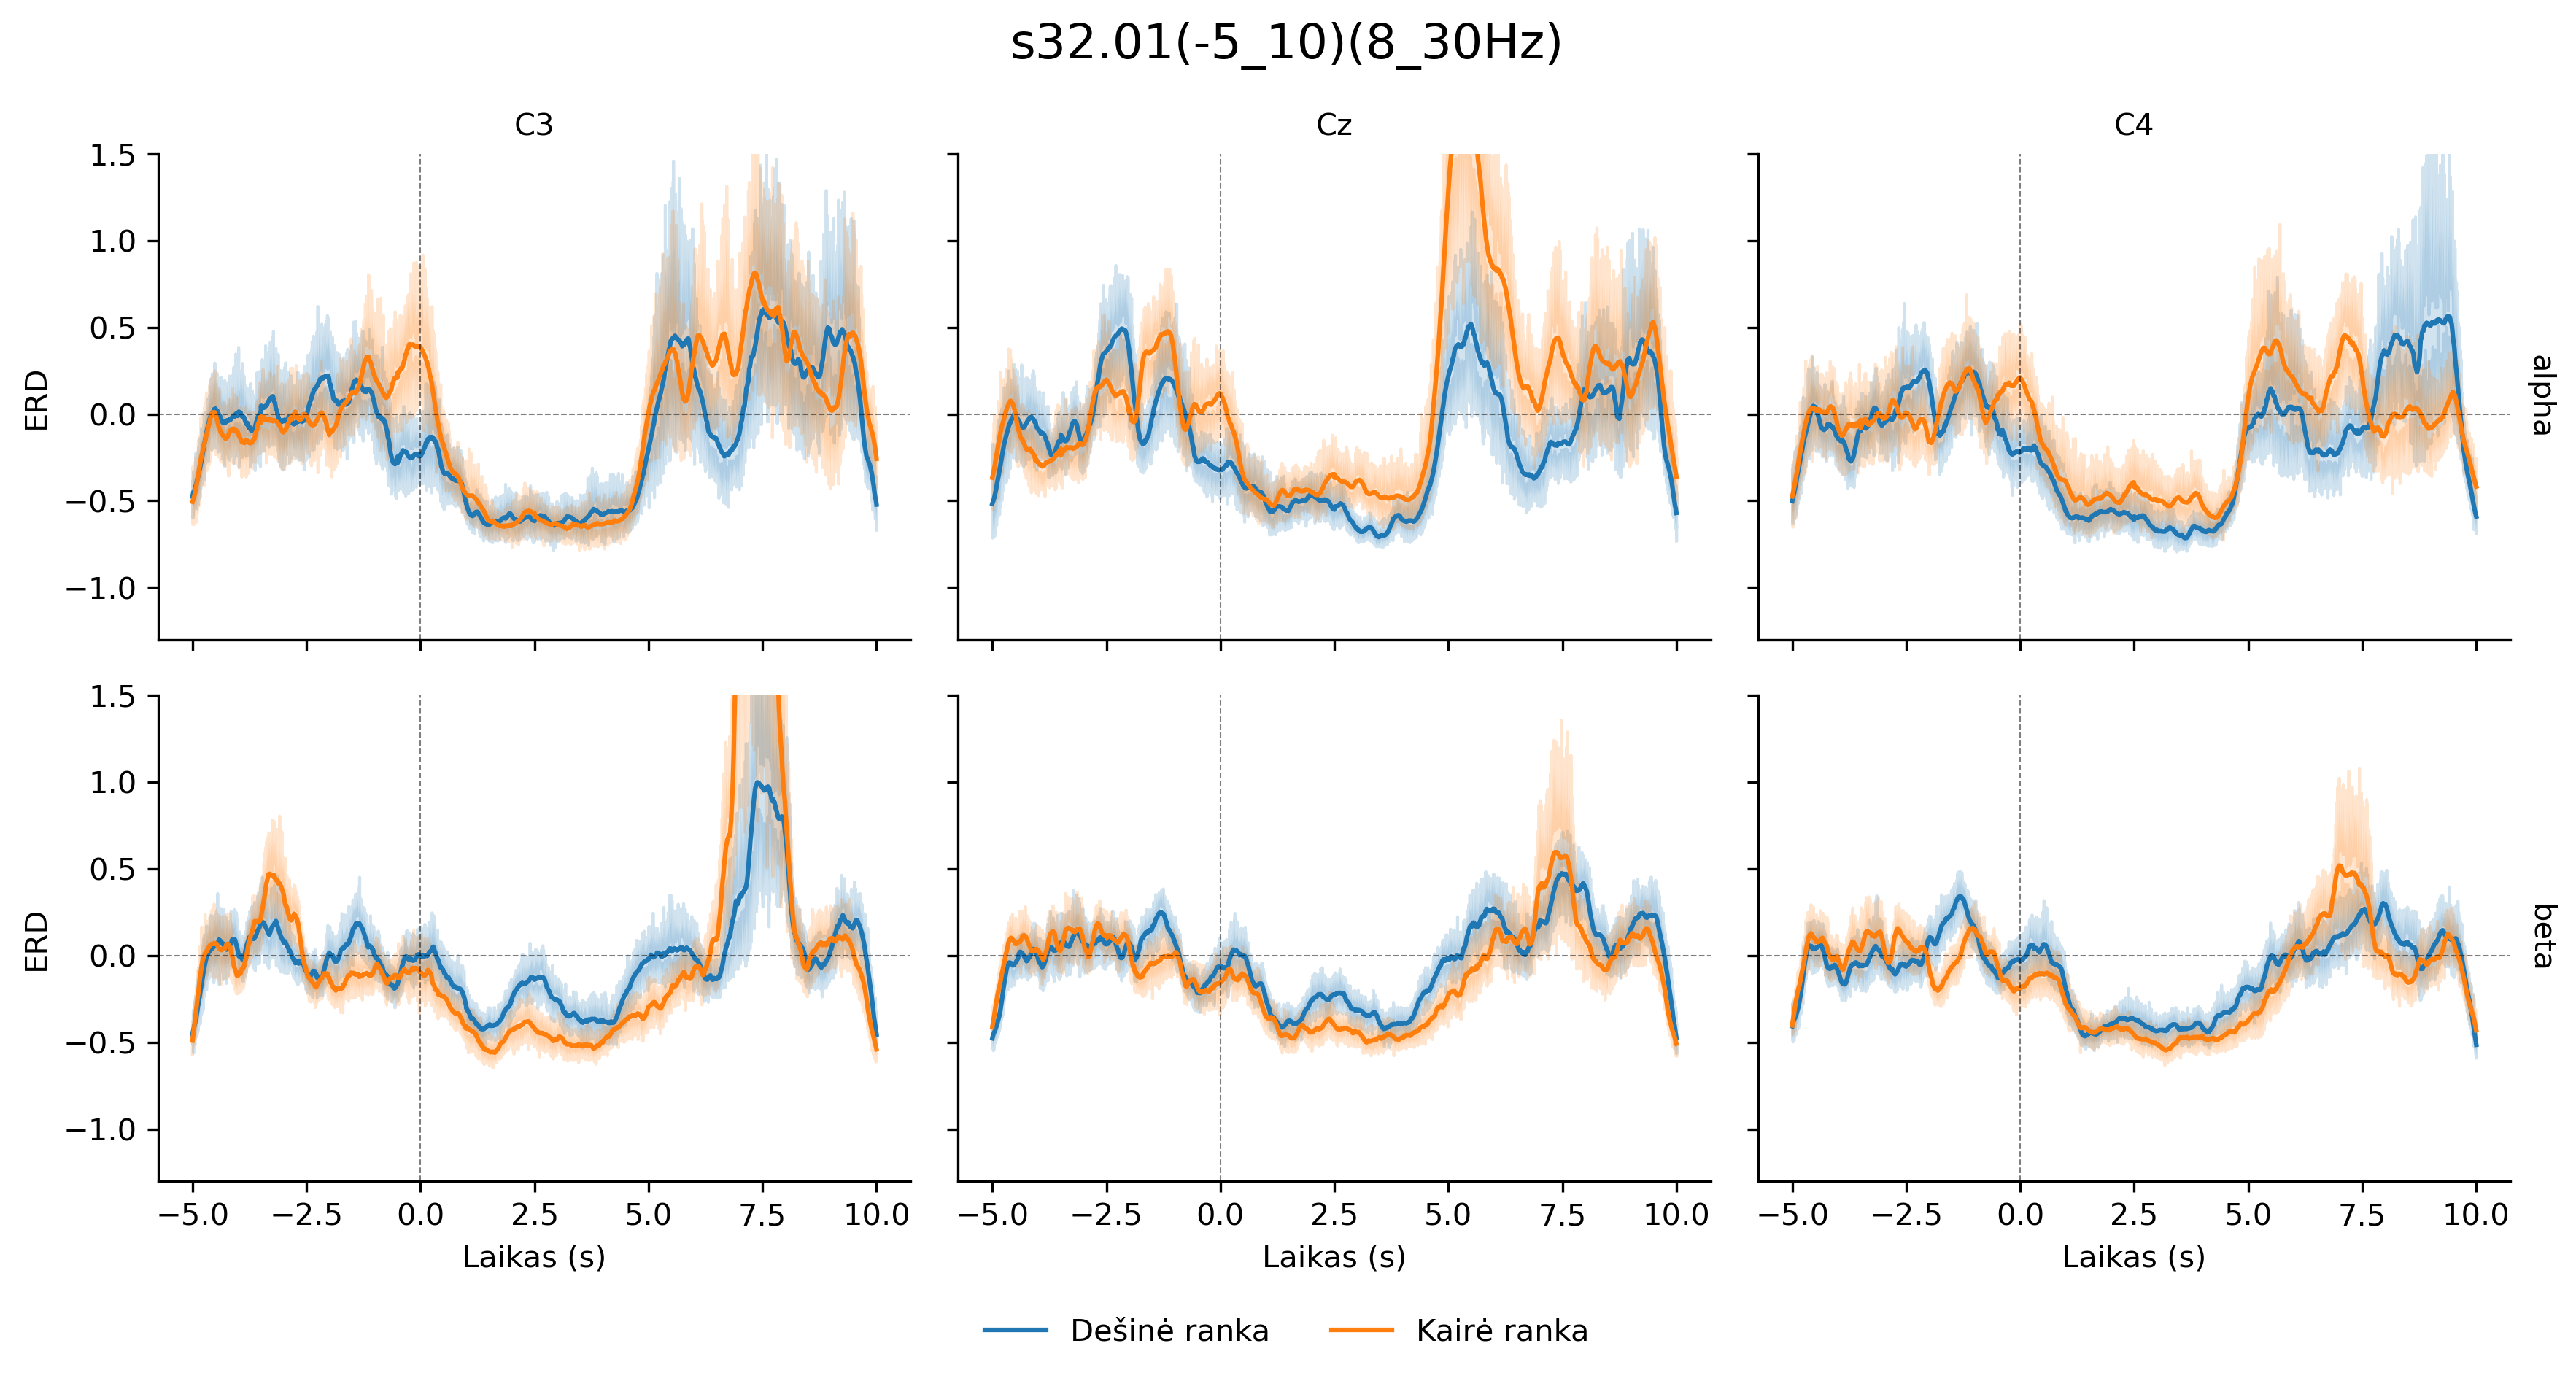 s32.01(-5_10)(8_30Hz)
C3 Cz C4
1.5
1.0
0.5
0.0
−0.5
−1.0
ERD
alpha
1.5
1.0
0.5
0.0
−0.5
−1.0
ERD
beta
−5.0 −2.5 0.0 2.5 5.0 7.5 10.0 −5.0 −2.5 0.0 2.5 5.0 7.5 10.0 −5.0 −2.5 0.0 2.5 5.0 7.5 10.0
Laikas (s) Laikas (s) Laikas (s)
Dešinė ranka Kairė ranka